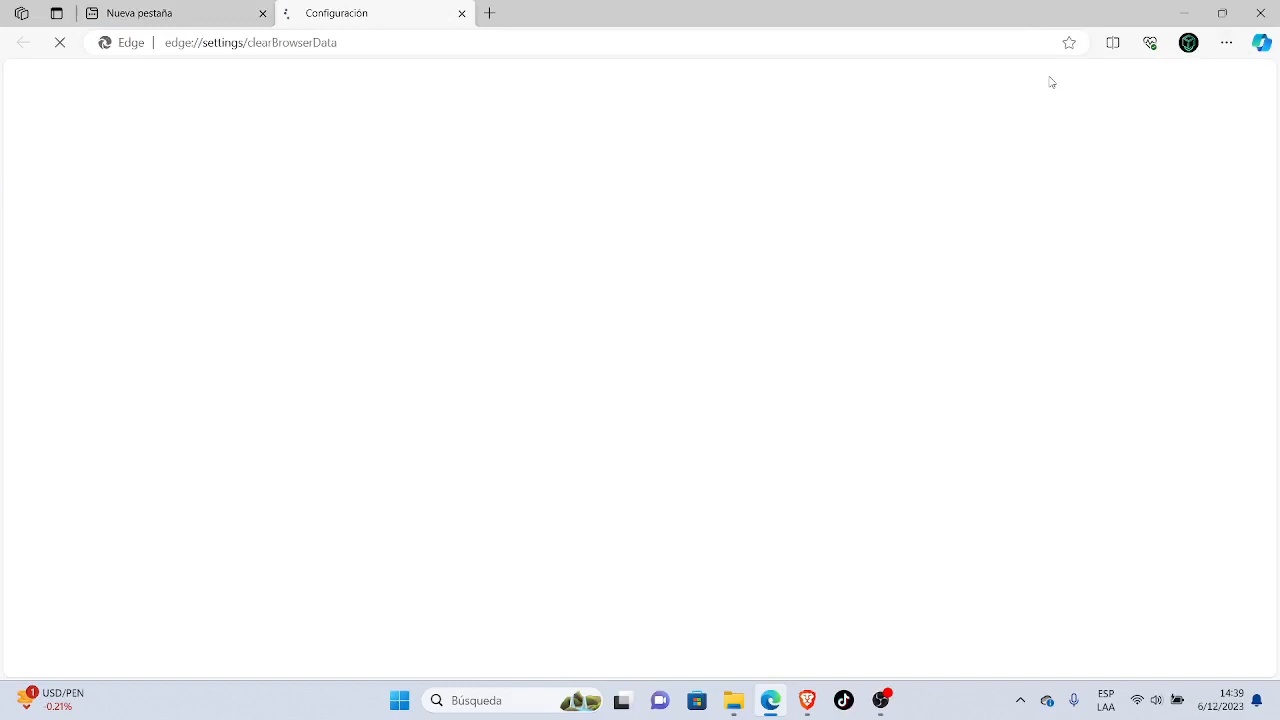 Nueva pestaña
Configuración
Edge
edge://settings/clearBrowserData
1
USD/PEN
-0.21%
Búsqueda
ESP
LAA
14:39
6/12/2023